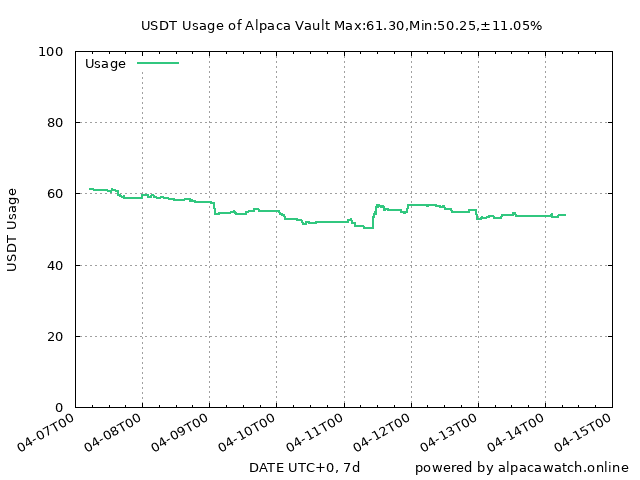 USDT Usage of Alpaca Vault Max:61.30,Min:50.25,±11.05%
Usage
USDT Usage
100
80
60
40
20
0
04-07T00
04-08T00
04-09T00
04-10T00
04-11T00
04-12T00
04-13T00
04-14T00
04-15T00
DATE UTC+0, 7d
powered by alpacawatch.online